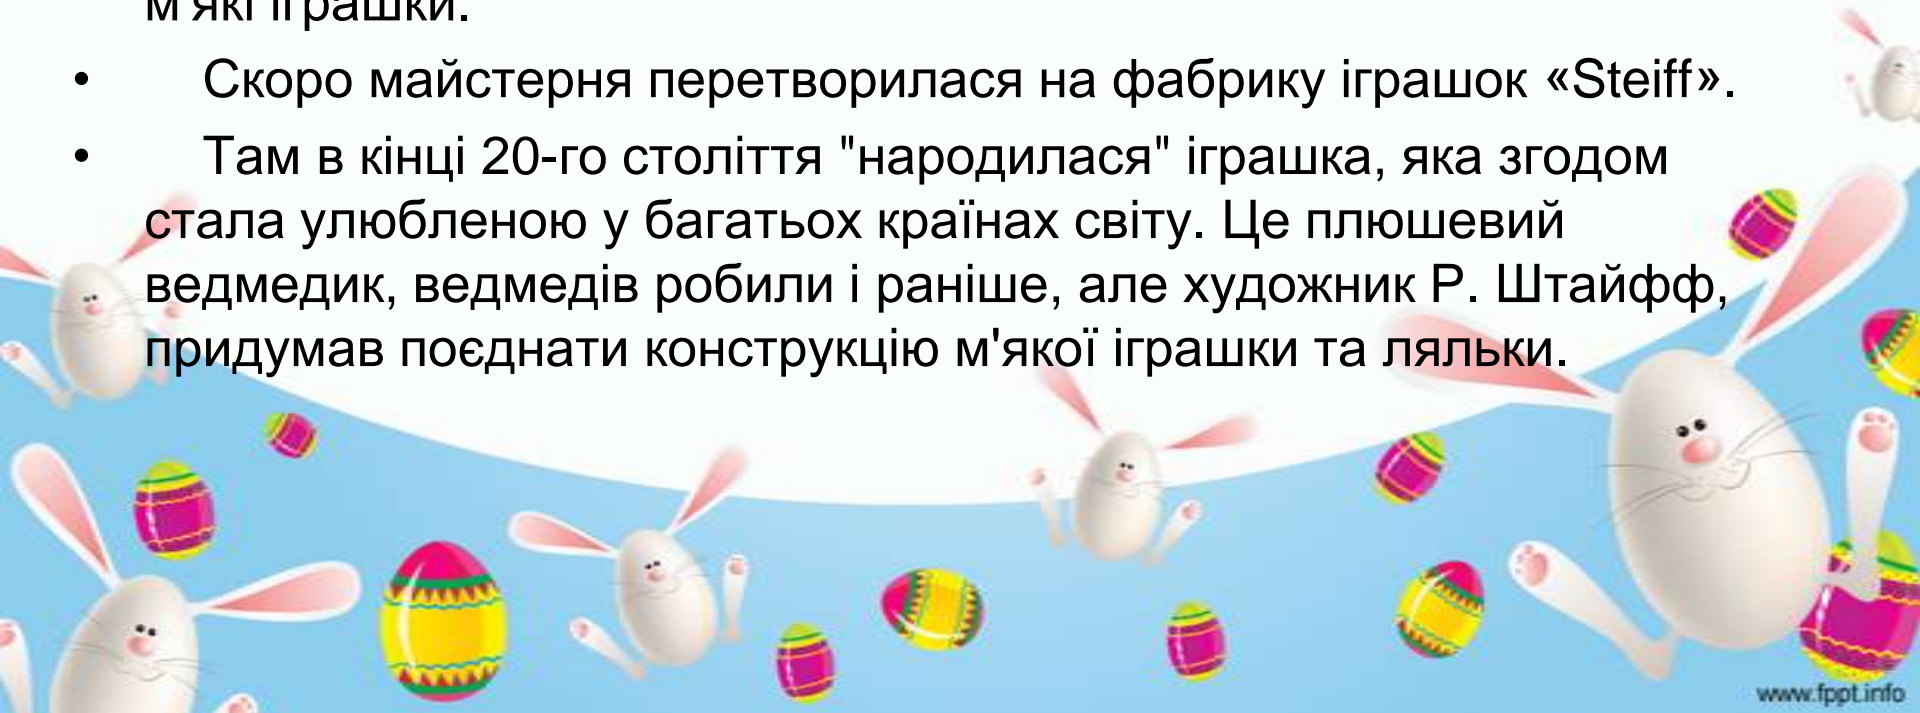 м'які іграшки.
• Скоро майстерня перетворилася на фабрику іграшок «Steiff».
• Там в кінці 20-го століття "народилася" іграшка, яка згодом
стала улюбленою у багатьох країнах світу. Це плюшевий
ведмедик, ведмедів робили і раніше, але художник Р. Штайфф,
придумав поєднати конструкцію м'якої іграшки та ляльки.
www.fppt.info